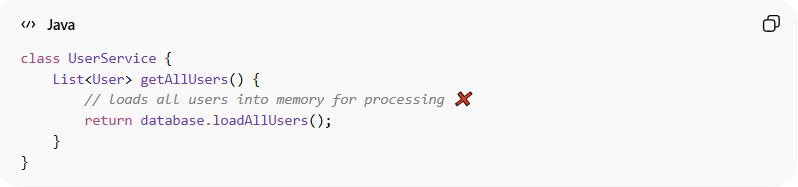 </> Java
class UserService {
    List<User> getAllUsers() {
        // loads all users into memory for processing ❌
        return database.loadAllUsers();
    }
}